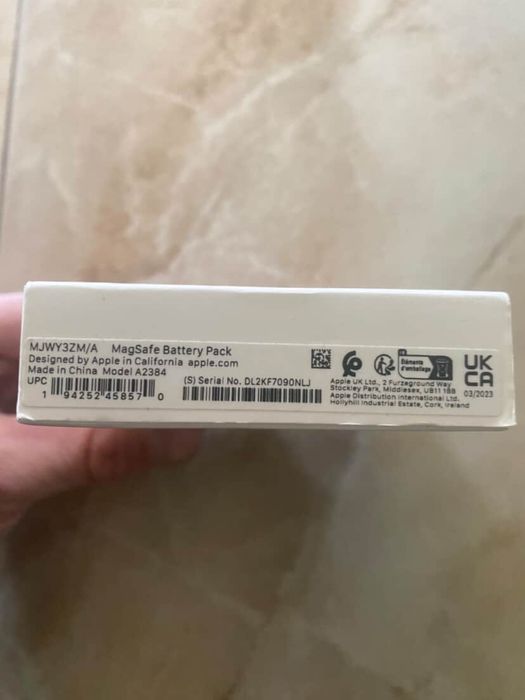 MJWY3ZM/A MagSafe Battery Pack
Designed by Apple in California apple.com
Made in China Model A2384
UPC
1 94252 45857 0
(S) Serial No. DL2KF7090NLJ
FR
Éléments
d'emballage
Apple UK Ltd., 2 Furzeground Way
Stockley Park, Middlesex, UB11 1BB
Apple Distribution International Ltd.
Hollyhill Industrial Estate, Cork, Ireland
UK
CA
03/2023